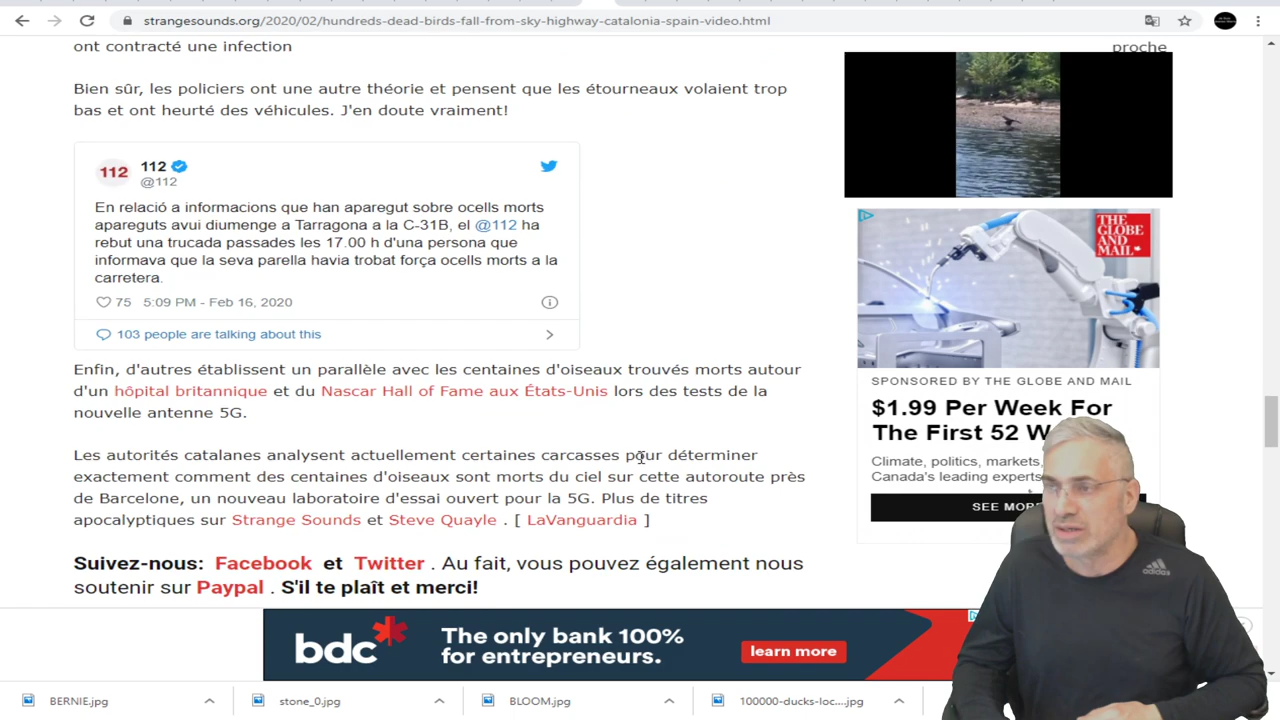 strangesounds.org/2020/02/hundreds-dead-birds-fall-from-sky-highway-catalonia-spain-video.html
ont contracté une infection
proche
Bien sûr, les policiers ont une autre théorie et pensent que les étourneaux volaient trop
bas et ont heurté des véhicules. J'en doute vraiment!
112
112
@112
En relació a informacions que han aparegut sobre ocells morts
apareguts avui diumenge a Tarragona a la C-31B, el @112 ha
rebut una trucada passades les 17.00 h d'una persona que
informava que la seva parella havia trobat força ocells morts a la
carretera.
75 5:09 PM - Feb 16, 2020
103 people are talking about this
Enfin, d'autres établissent un parallèle avec les centaines d'oiseaux trouvés morts autour
d'un hôpital britannique et du Nascar Hall of Fame aux États-Unis lors des tests de la
nouvelle antenne 5G.
Les autorités catalanes analysent actuellement certaines carcasses pour déterminer
exactement comment des centaines d'oiseaux sont morts du ciel sur cette autoroute près
de Barcelone, un nouveau laboratoire d'essai ouvert pour la 5G. Plus de titres
apocalyptiques sur Strange Sounds et Steve Quayle . [ LaVanguardia ]
Suivez-nous: Facebook et Twitter . Au fait, vous pouvez également nous
soutenir sur Paypal . S'il te plaît et merci!
THE
GLOBE
AND
MAIL
SPONSORED BY THE GLOBE AND MAIL
$1.99 Per Week For
The First 52 W
Climate, politics, markets,
Canada's leading experts
SEE MOR
bdc
The only bank 100%
for entrepreneurs.
learn more
adidas
BERNIE.jpg
stone_0.jpg
BLOOM.jpg
100000-ducks-loc....jpg